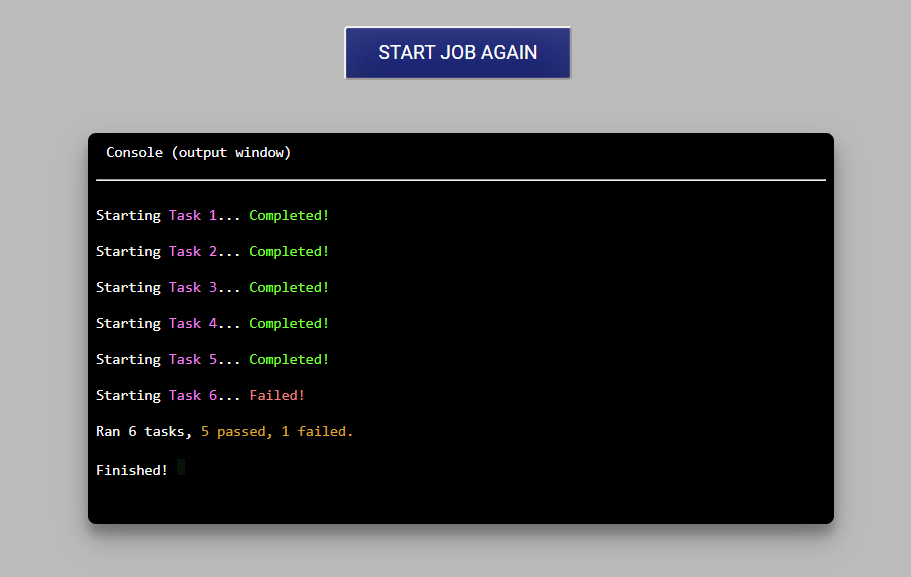 START JOB AGAIN
Console (output window)
Starting Task 1... Completed!
Starting Task 2... Completed!
Starting Task 3... Completed!
Starting Task 4... Completed!
Starting Task 5... Completed!
Starting Task 6... Failed!
Ran 6 tasks, 5 passed, 1 failed.
Finished!